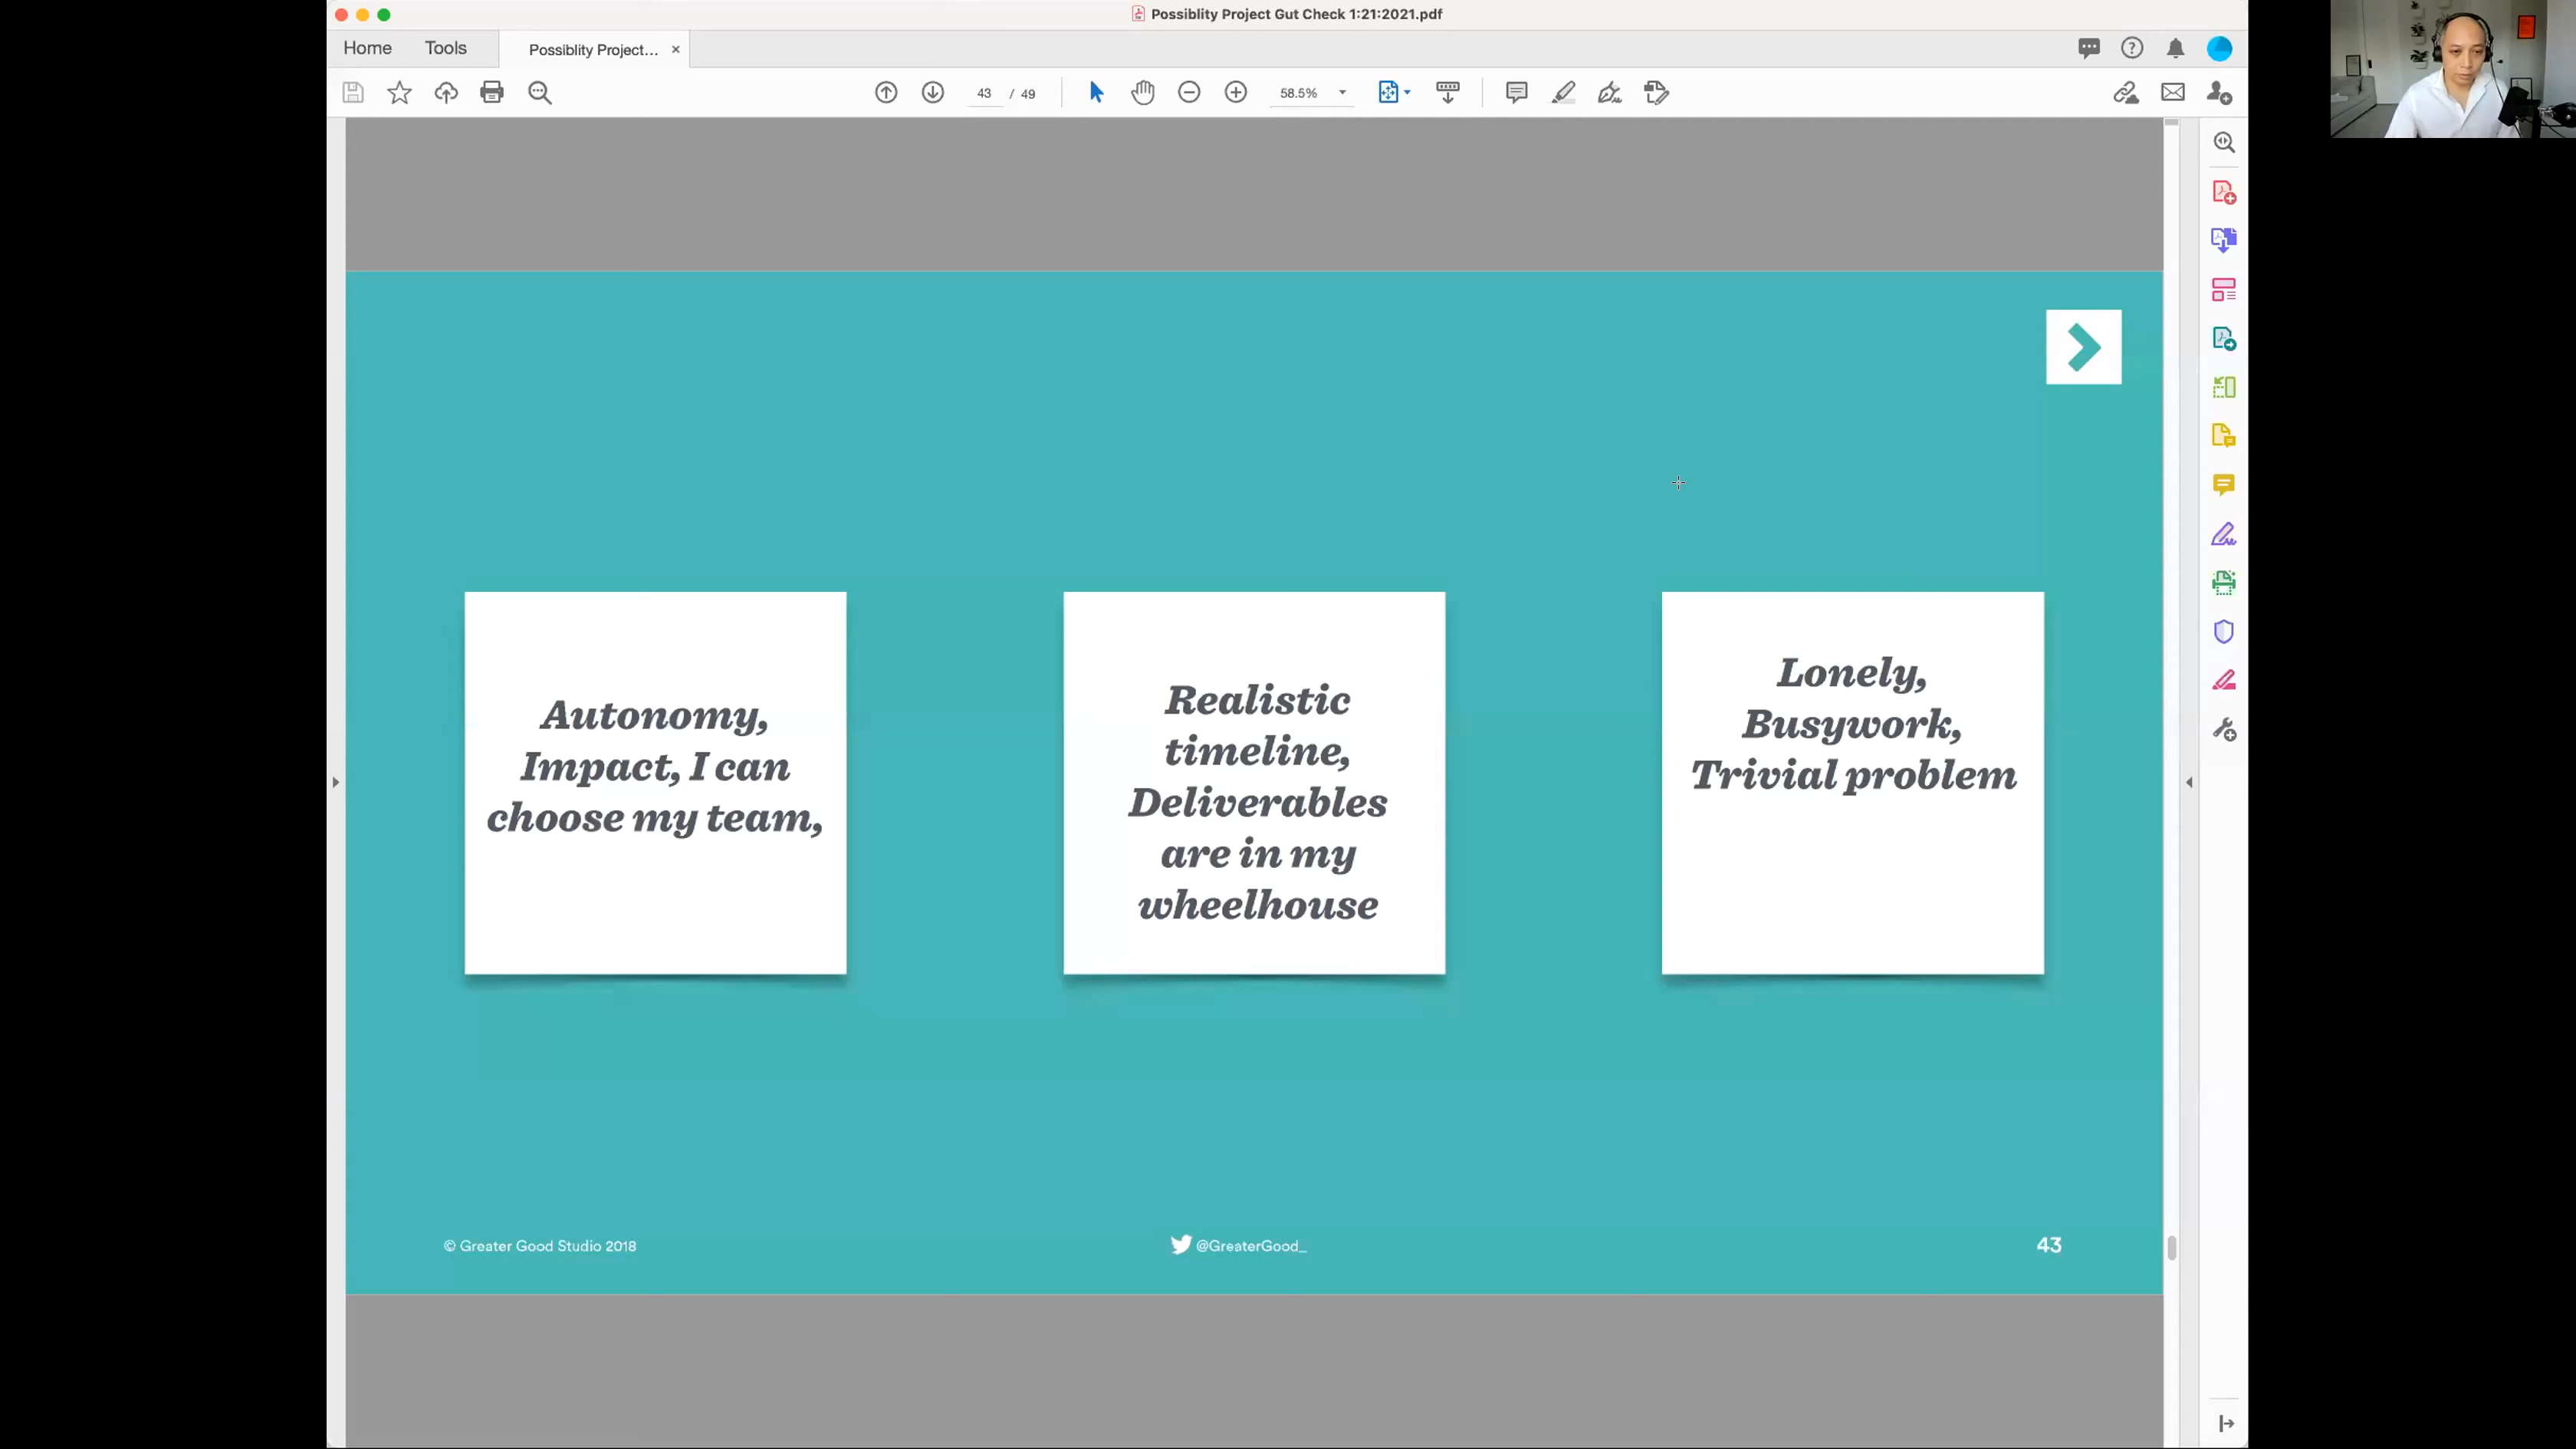 Possiblity Project Gut Check 1:21:2021.pdf
Home
Tools
Possiblity Project...
43 / 49
58.5%
Autonomy,
Impact, I can
choose my team,
Realistic
timeline,
Deliverables
are in my
wheelhouse
Lonely,
Busywork,
Trivial problem
© Greater Good Studio 2018
@GreaterGood_
43